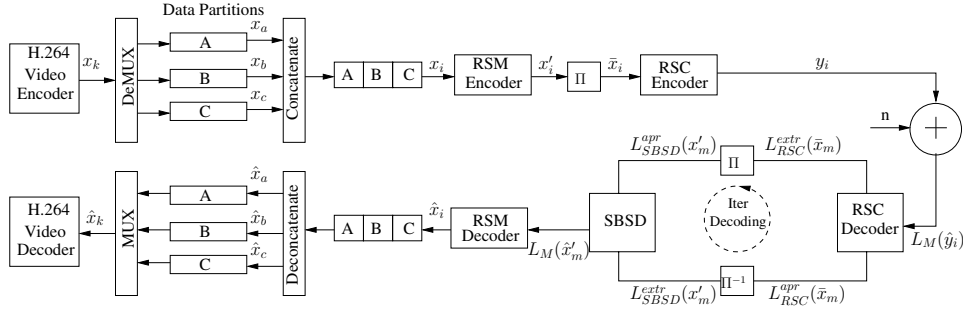 Data Partitions
H.264
Video
Encoder
x_k
DeMUX
A
B
C
x_a
x_b
x_c
Concatenate
A B C
x_i
RSM
Encoder
x'_i
Π
x̄_i
RSC
Encoder
y_i
n
+
H.264
Video
Decoder
x̂_k
MUX
A
B
C
x̂_a
x̂_b
x̂_c
Deconcatenate
A B C
x̂_i
RSM
Decoder
L_M(x̂'_m)
SBSD
L^{apr}_{SBSD}(x'_m)
Π
L^{extr}_{RSC}(x̄_m)
Iter
Decoding
L^{extr}_{SBSD}(x'_m)
Π^{-1}
L^{apr}_{RSC}(x̄_m)
RSC
Decoder
L_M(ŷ_i)